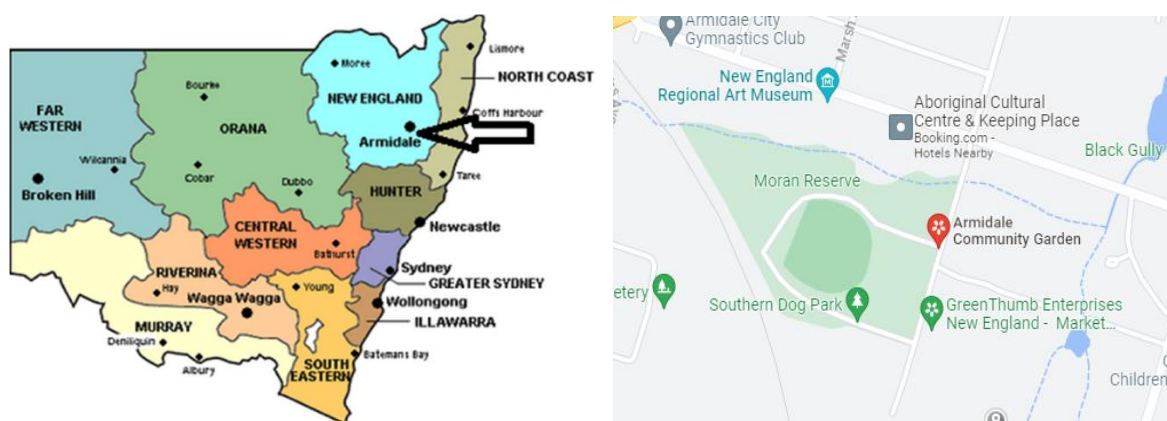 Lismore
Moree
NORTH COAST
NEW ENGLAND
Bourke
Coffs Harbour
FAR
WESTERN
ORANA
Armidale
Wilcannia
Cobar
Dubbo
Taree
Broken Hill
HUNTER
CENTRAL
WESTERN
Newcastle
Bathurst
RIVERINA
Sydney
GREATER SYDNEY
Hay
Young
Wagga Wagga
Wollongong
ILLAWARRA
MURRAY
Deniliquin
Albury
SOUTH
EASTERN
Batemans Bay
Armidale City
Gymnastics Club
Marsh
New England
Regional Art Museum
Aboriginal Cultural
Centre & Keeping Place
Booking.com -
Hotels Nearby
Black Gully
Moran Reserve
Armidale
Community Garden
etery
Southern Dog Park
GreenThumb Enterprises
New England - Market...
Children